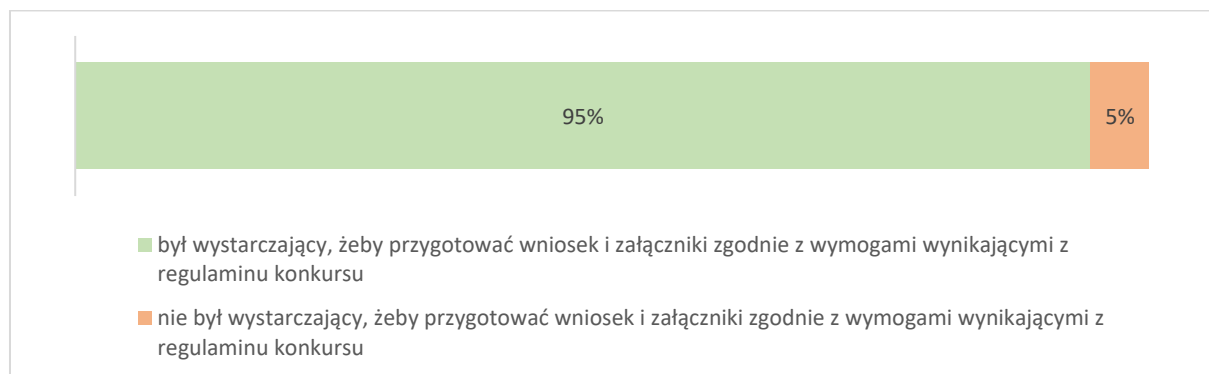 95%
5%
był wystarczający, żeby przygotować wniosek i załączniki zgodnie z wymogami wynikającymi z
regulaminu konkursu
nie był wystarczający, żeby przygotować wniosek i załączniki zgodnie z wymogami wynikającymi z
regulaminu konkursu